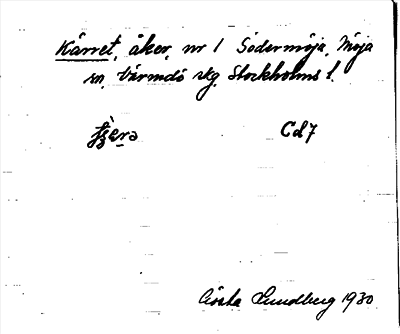 Kärret, åker, nr 1 Södermöja, Möja
sn, Värmdö skg. Stockholms l.
Cd7
Gösta Lundberg 1930